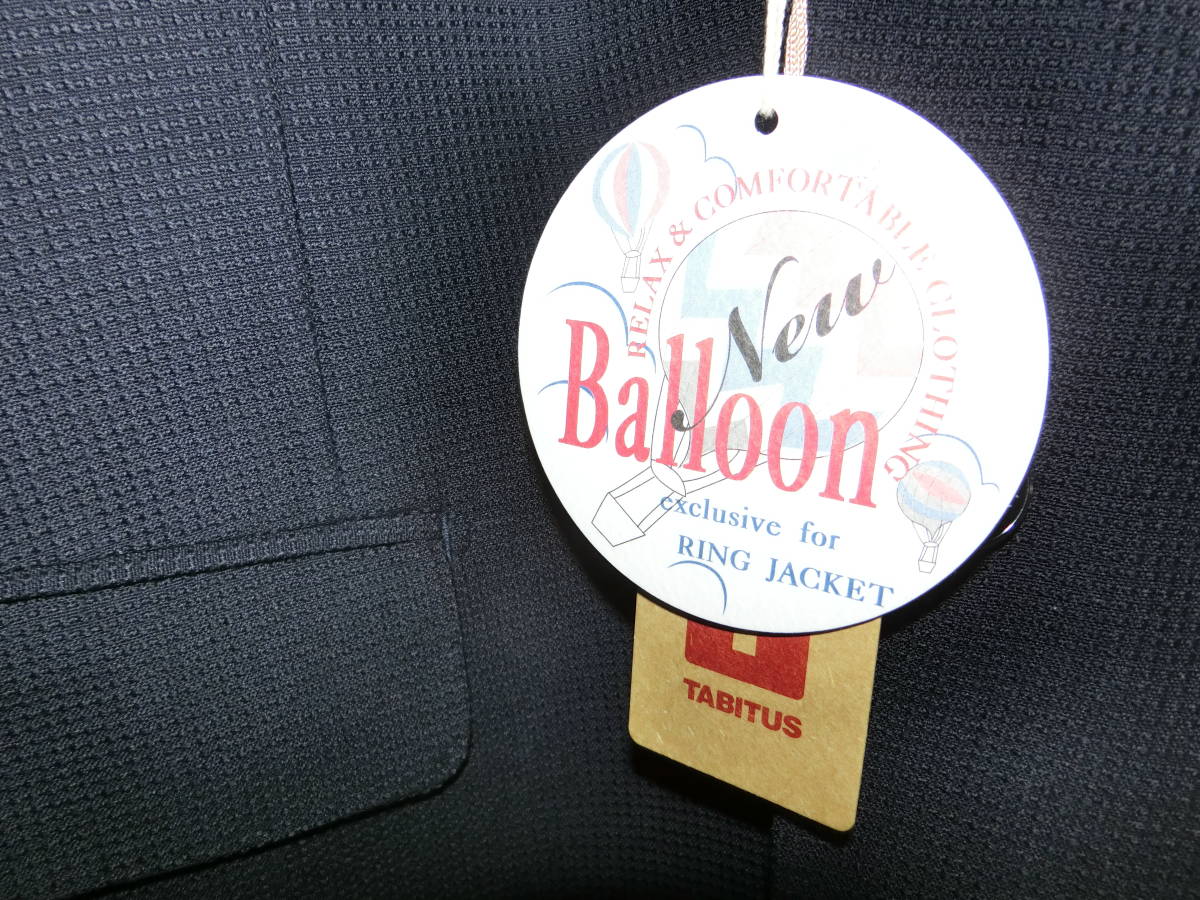 RELAX & COMFORTABLE CLOTHING
New
Balloon
exclusive for
RING JACKET
TABITUS